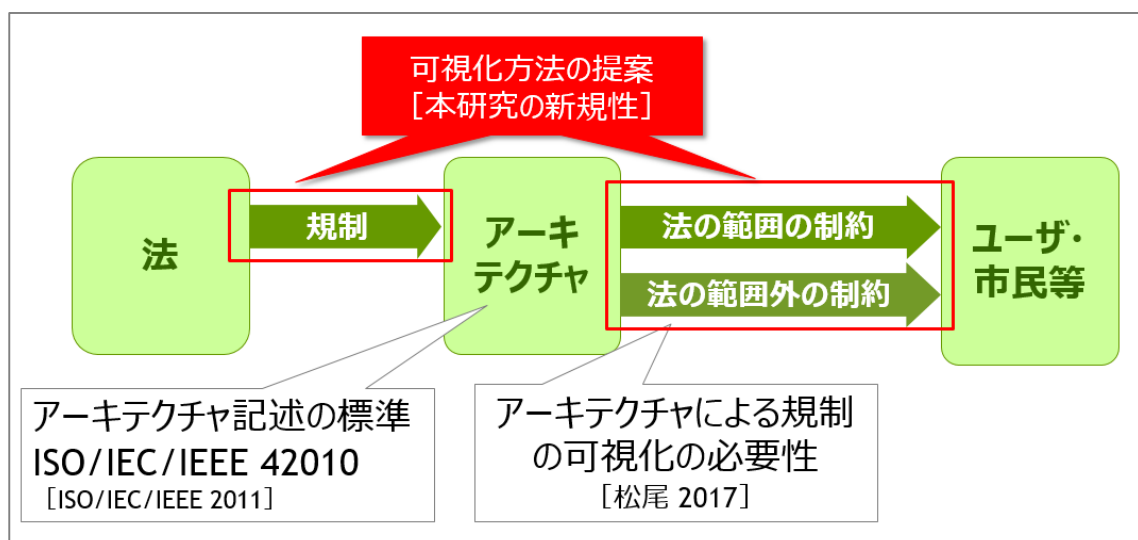 可視化方法の提案
［本研究の新規性］
法
規制
アーキ
テクチャ
法の範囲の制約
法の範囲外の制約
ユーザ・
市民等
アーキテクチャ記述の標準
ISO/IEC/IEEE 42010
［ISO/IEC/IEEE 2011］
アーキテクチャによる規制
の可視化の必要性
［松尾 2017］